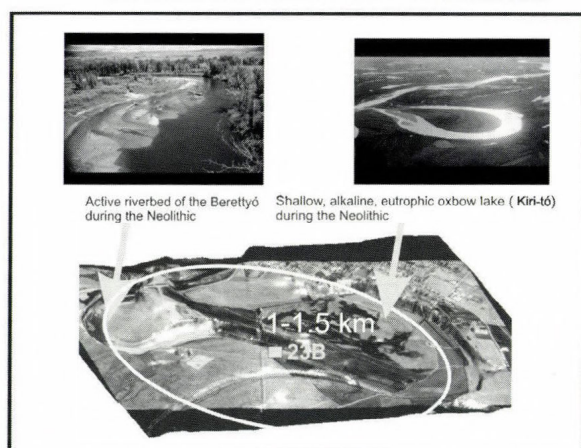 Active riverbed of the Berettyó
during the Neolithic
Shallow, alkaline, eutrophic oxbow lake ( Kiri-tó)
during the Neolithic
1-1.5 km
23B